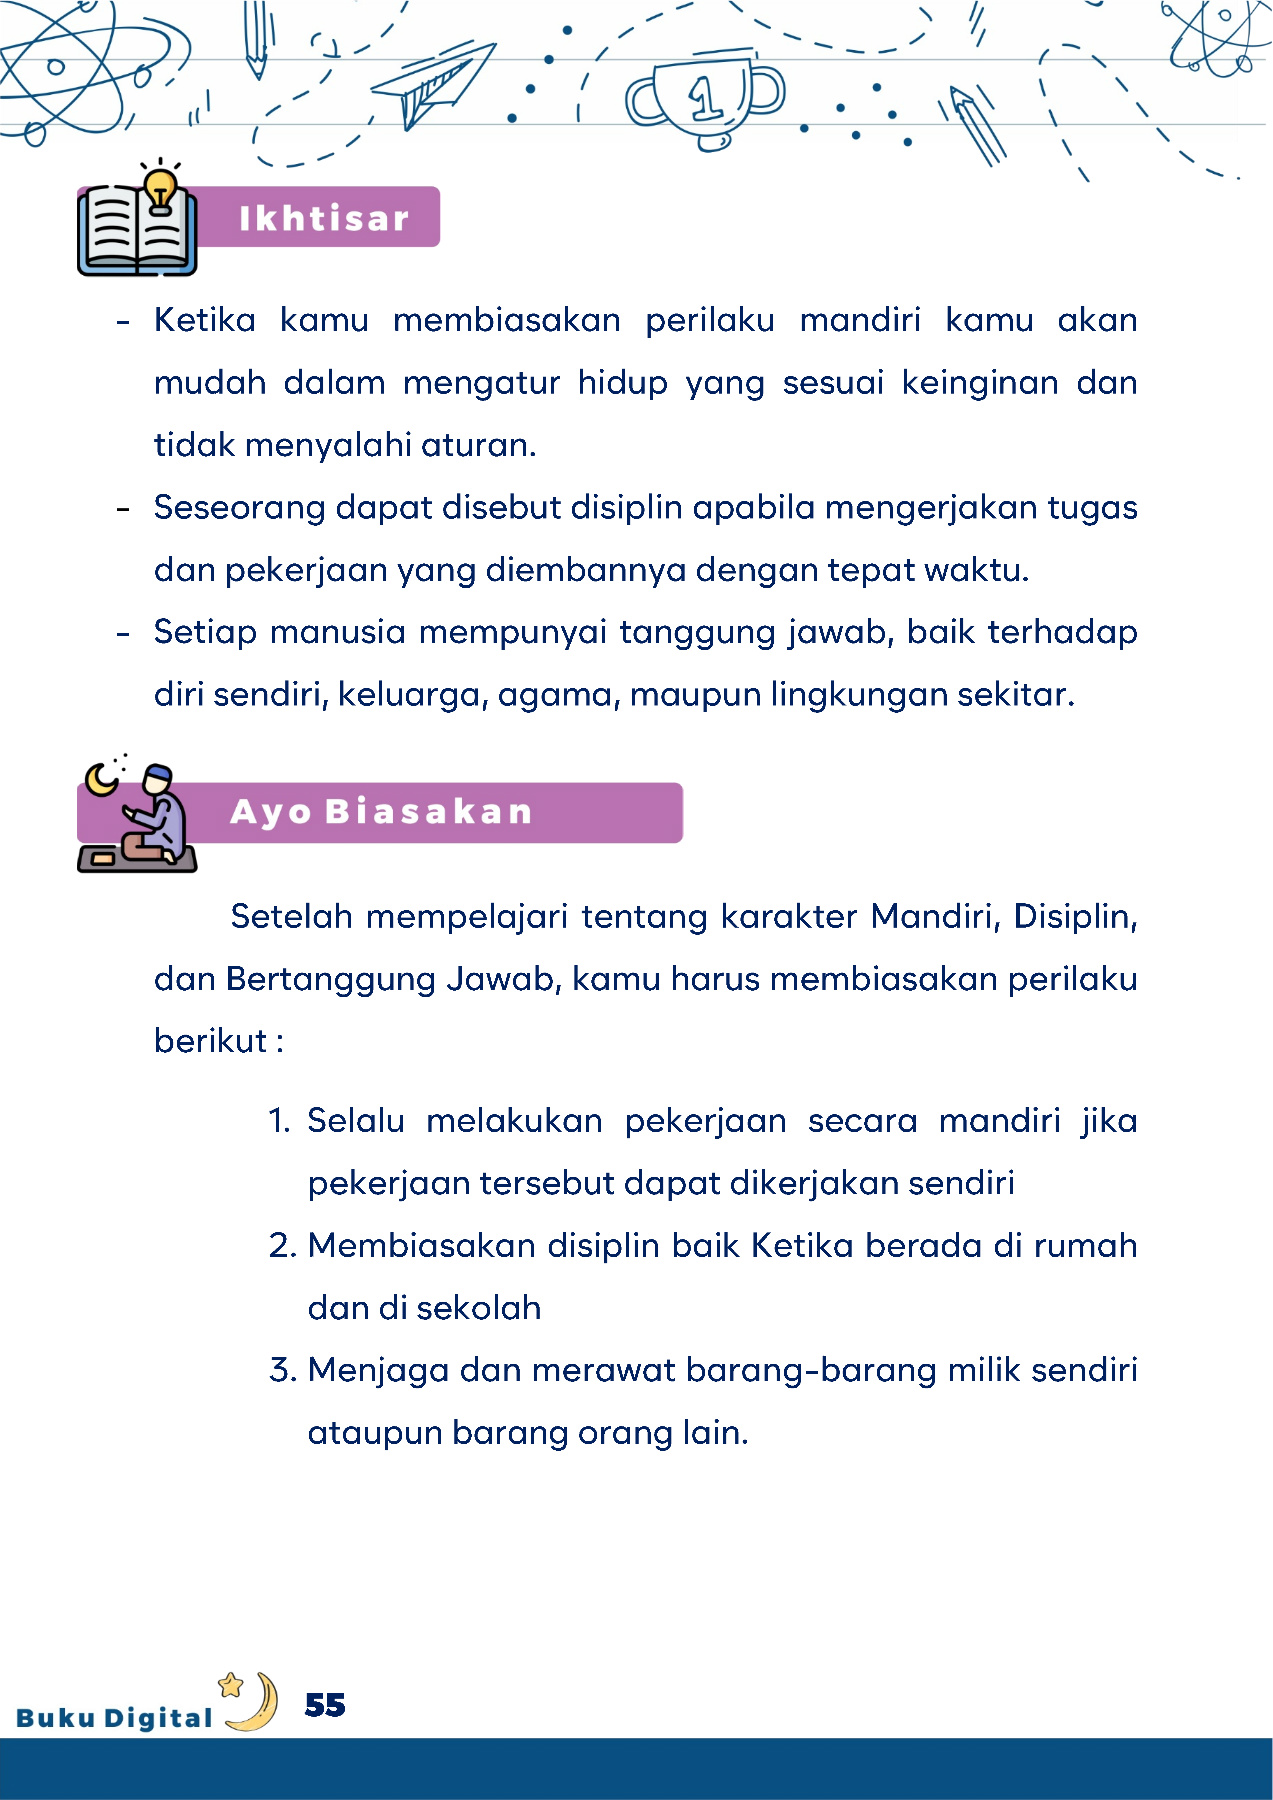 1
Ikhtisar
- Ketika kamu membiasakan perilaku mandiri kamu akan
mudah dalam mengatur hidup yang sesuai keinginan dan
tidak menyalahi aturan.
- Seseorang dapat disebut disiplin apabila mengerjakan tugas
dan pekerjaan yang diembannya dengan tepat waktu.
- Setiap manusia mempunyai tanggung jawab, baik terhadap
diri sendiri, keluarga, agama, maupun lingkungan sekitar.
Ayo Biasakan
Setelah mempelajari tentang karakter Mandiri, Disiplin,
dan Bertanggung Jawab, kamu harus membiasakan perilaku
berikut :
1. Selalu melakukan pekerjaan secara mandiri jika
pekerjaan tersebut dapat dikerjakan sendiri
2. Membiasakan disiplin baik Ketika berada di rumah
dan di sekolah
3. Menjaga dan merawat barang-barang milik sendiri
ataupun barang orang lain.
Buku Digital
55